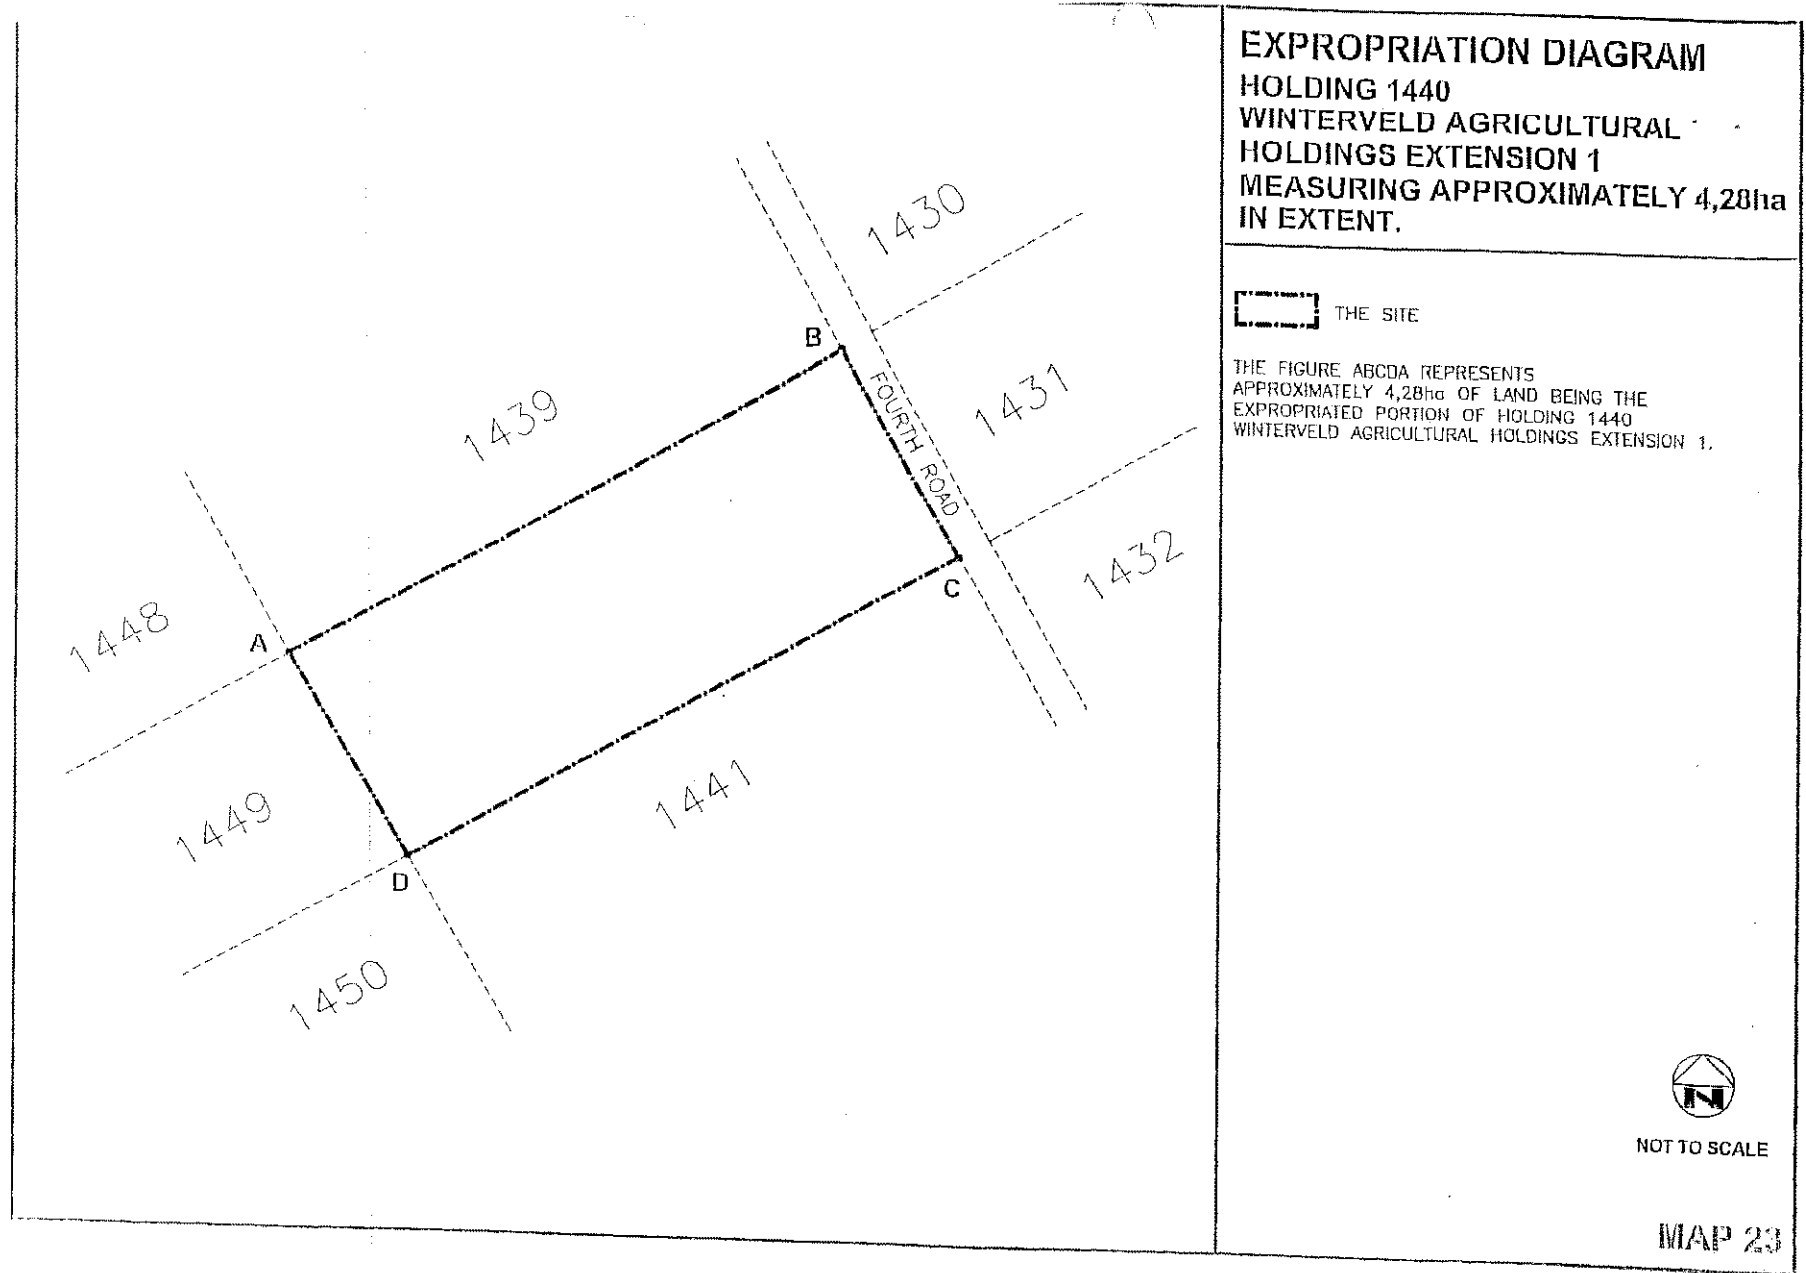 EXPROPRIATION DIAGRAM
HOLDING 1440
WINTERVELD AGRICULTURAL
HOLDINGS EXTENSION 1
MEASURING APPROXIMATELY 4,28ha
IN EXTENT.
THE SITE
THE FIGURE ABCDA REPRESENTS
APPROXIMATELY 4,28ha OF LAND BEING THE
EXPROPRIATED PORTION OF HOLDING 1440
WINTERVELD AGRICULTURAL HOLDINGS EXTENSION 1.
1430
B
1439
FOURTH ROAD
1431
1432
C
1448
A
1449
1441
D
1450
N
NOT TO SCALE
MAP 23